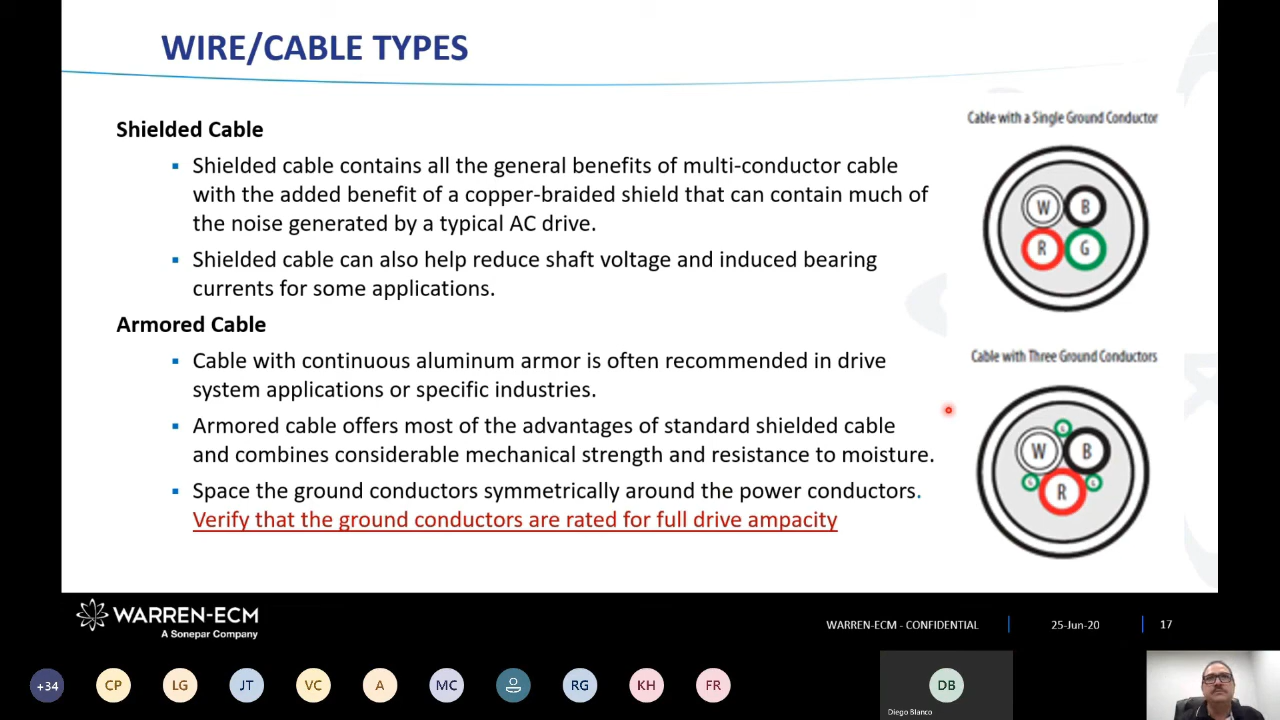 WIRE/CABLE TYPES
Shielded Cable
▪ Shielded cable contains all the general benefits of multi-conductor cable
with the added benefit of a copper-braided shield that can contain much of
the noise generated by a typical AC drive.
▪ Shielded cable can also help reduce shaft voltage and induced bearing
currents for some applications.
Armored Cable
▪ Cable with continuous aluminum armor is often recommended in drive
system applications or specific industries.
▪ Armored cable offers most of the advantages of standard shielded cable
and combines considerable mechanical strength and resistance to moisture.
▪ Space the ground conductors symmetrically around the power conductors.
Verify that the ground conductors are rated for full drive ampacity
Cable with a Single Ground Conductor
W B
R G
Cable with Three Ground Conductors
W B
R
WARREN-ECM
A Sonepar Company
WARREN-ECM - CONFIDENTIAL
25-Jun-20
17
+34
CP
LG
JT
VC
A
MC
RG
KH
FR
DB
Diego Blanco